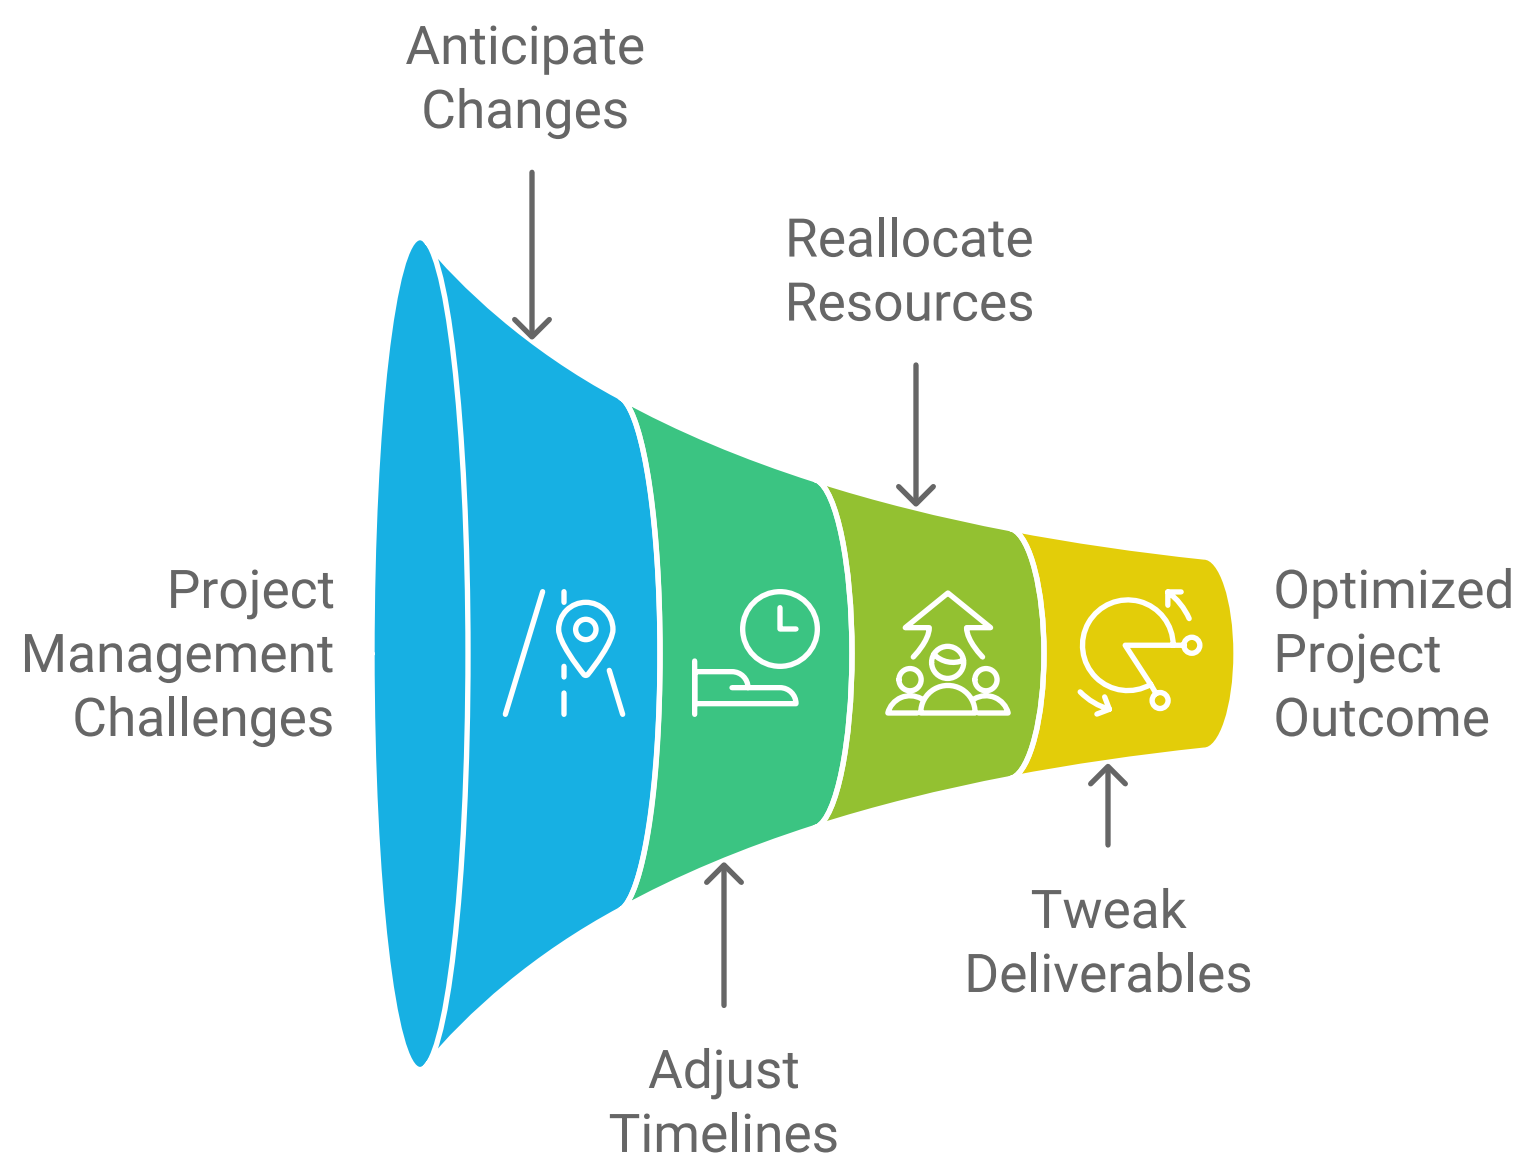 Anticipate
Changes
Reallocate
Resources
Project
Management
Challenges
Optimized
Project
Outcome
Tweak
Deliverables
Adjust
Timelines